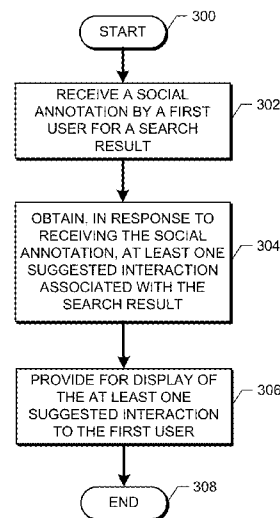 300
START
302
RECEIVE A SOCIAL
ANNOTATION BY A FIRST
USER FOR A SEARCH
RESULT
304
OBTAIN, IN RESPONSE TO
RECEIVING THE SOCIAL
ANNOTATION, AT LEAST ONE
SUGGESTED INTERACTION
ASSOCIATED WITH THE
SEARCH RESULT
306
PROVIDE FOR DISPLAY OF
THE AT LEAST ONE
SUGGESTED INTERACTION
TO THE FIRST USER
308
END